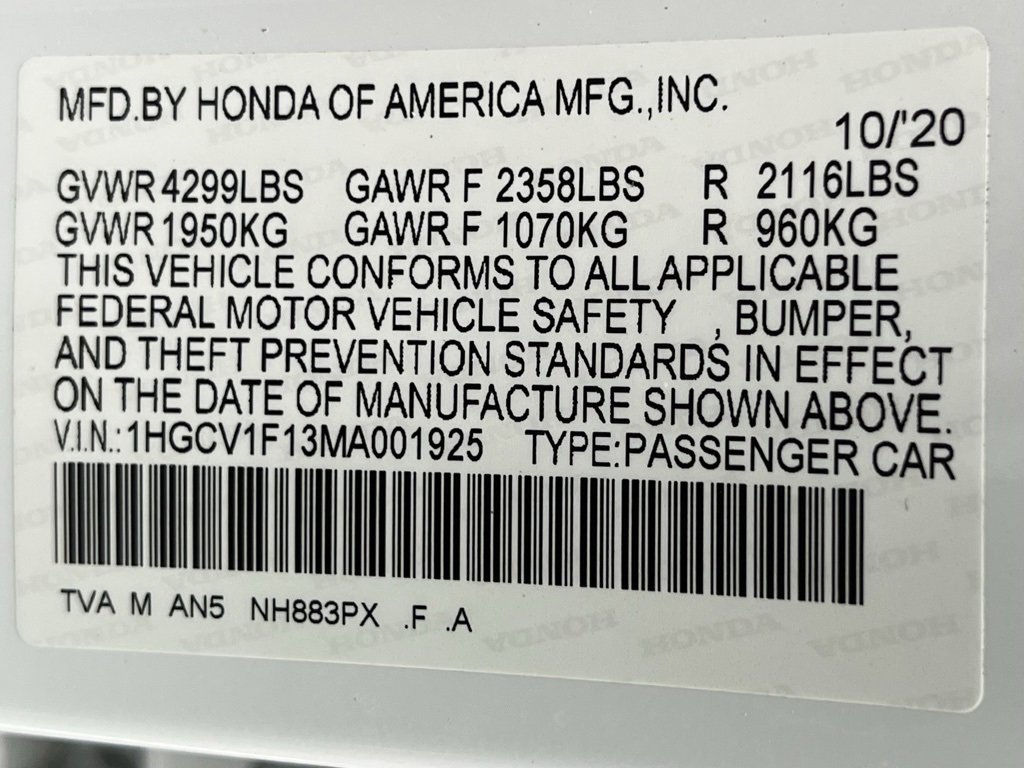 MFD.BY HONDA OF AMERICA MFG.,INC.
10/'20
GVWR 4299LBS GAWR F 2358LBS R 2116LBS
GVWR 1950KG GAWR F 1070KG R 960KG
THIS VEHICLE CONFORMS TO ALL APPLICABLE
FEDERAL MOTOR VEHICLE SAFETY , BUMPER,
AND THEFT PREVENTION STANDARDS IN EFFECT
ON THE DATE OF MANUFACTURE SHOWN ABOVE.
V.I.N.:1HGCV1F13MA001925 TYPE:PASSENGER CAR
TVA M AN5 NH883PX .F .A